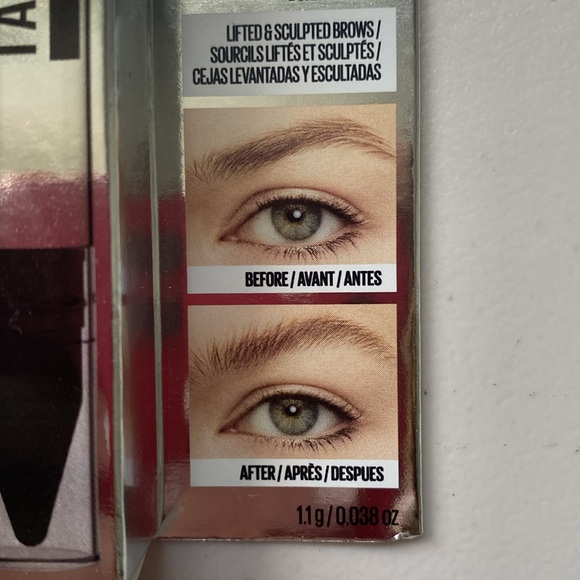 LIFTED & SCULPTED BROWS /
SOURCILS LIFTÉS ET SCULPTÉS /
CEJAS LEVANTADAS Y ESCULTADAS
BEFORE / AVANT / ANTES
AFTER / APRÈS / DESPUES
1.1 g / 0.038 oz